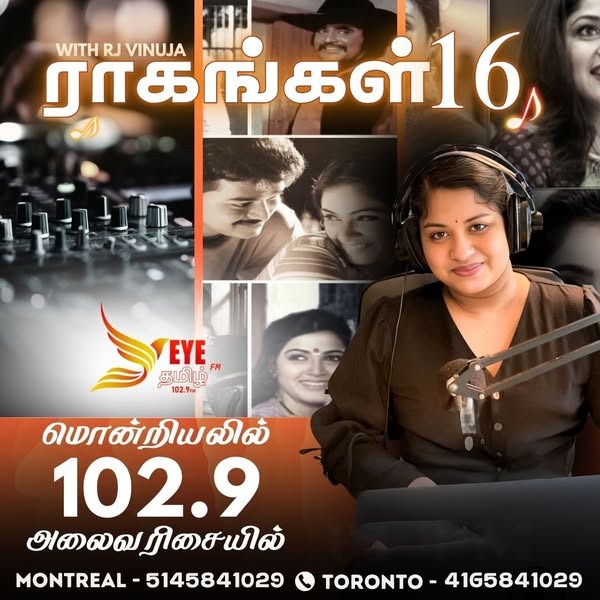 WITH RJ VINUJA
ராகங்கள் 16
EYE
தமிழ் FM
102.9FM
மொன்றியலில்
102.9
அலைவரிசையில்
MONTREAL - 5145841029 TORONTO - 4165841029